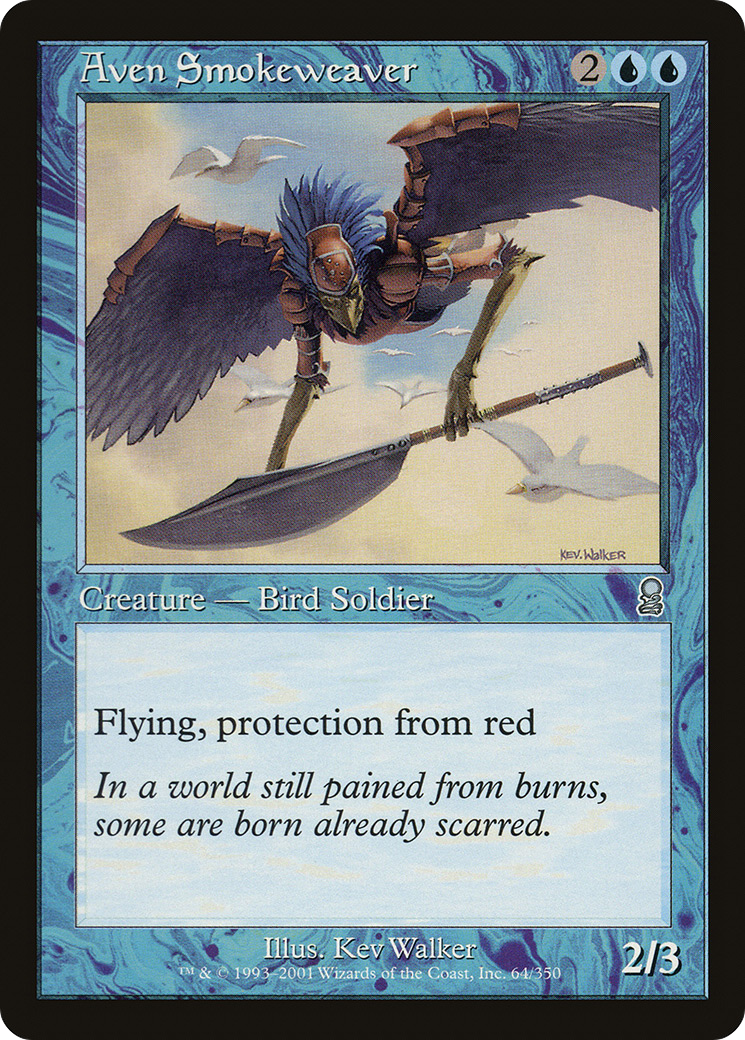 Aven Smokeweaver 2
KEV. WALKER
Creature — Bird Soldier
Flying, protection from red
In a world still pained from burns,
some are born already scarred.
Illus. Kev Walker
™ & © 1993–2001 Wizards of the Coast, Inc. 64/350
2/3